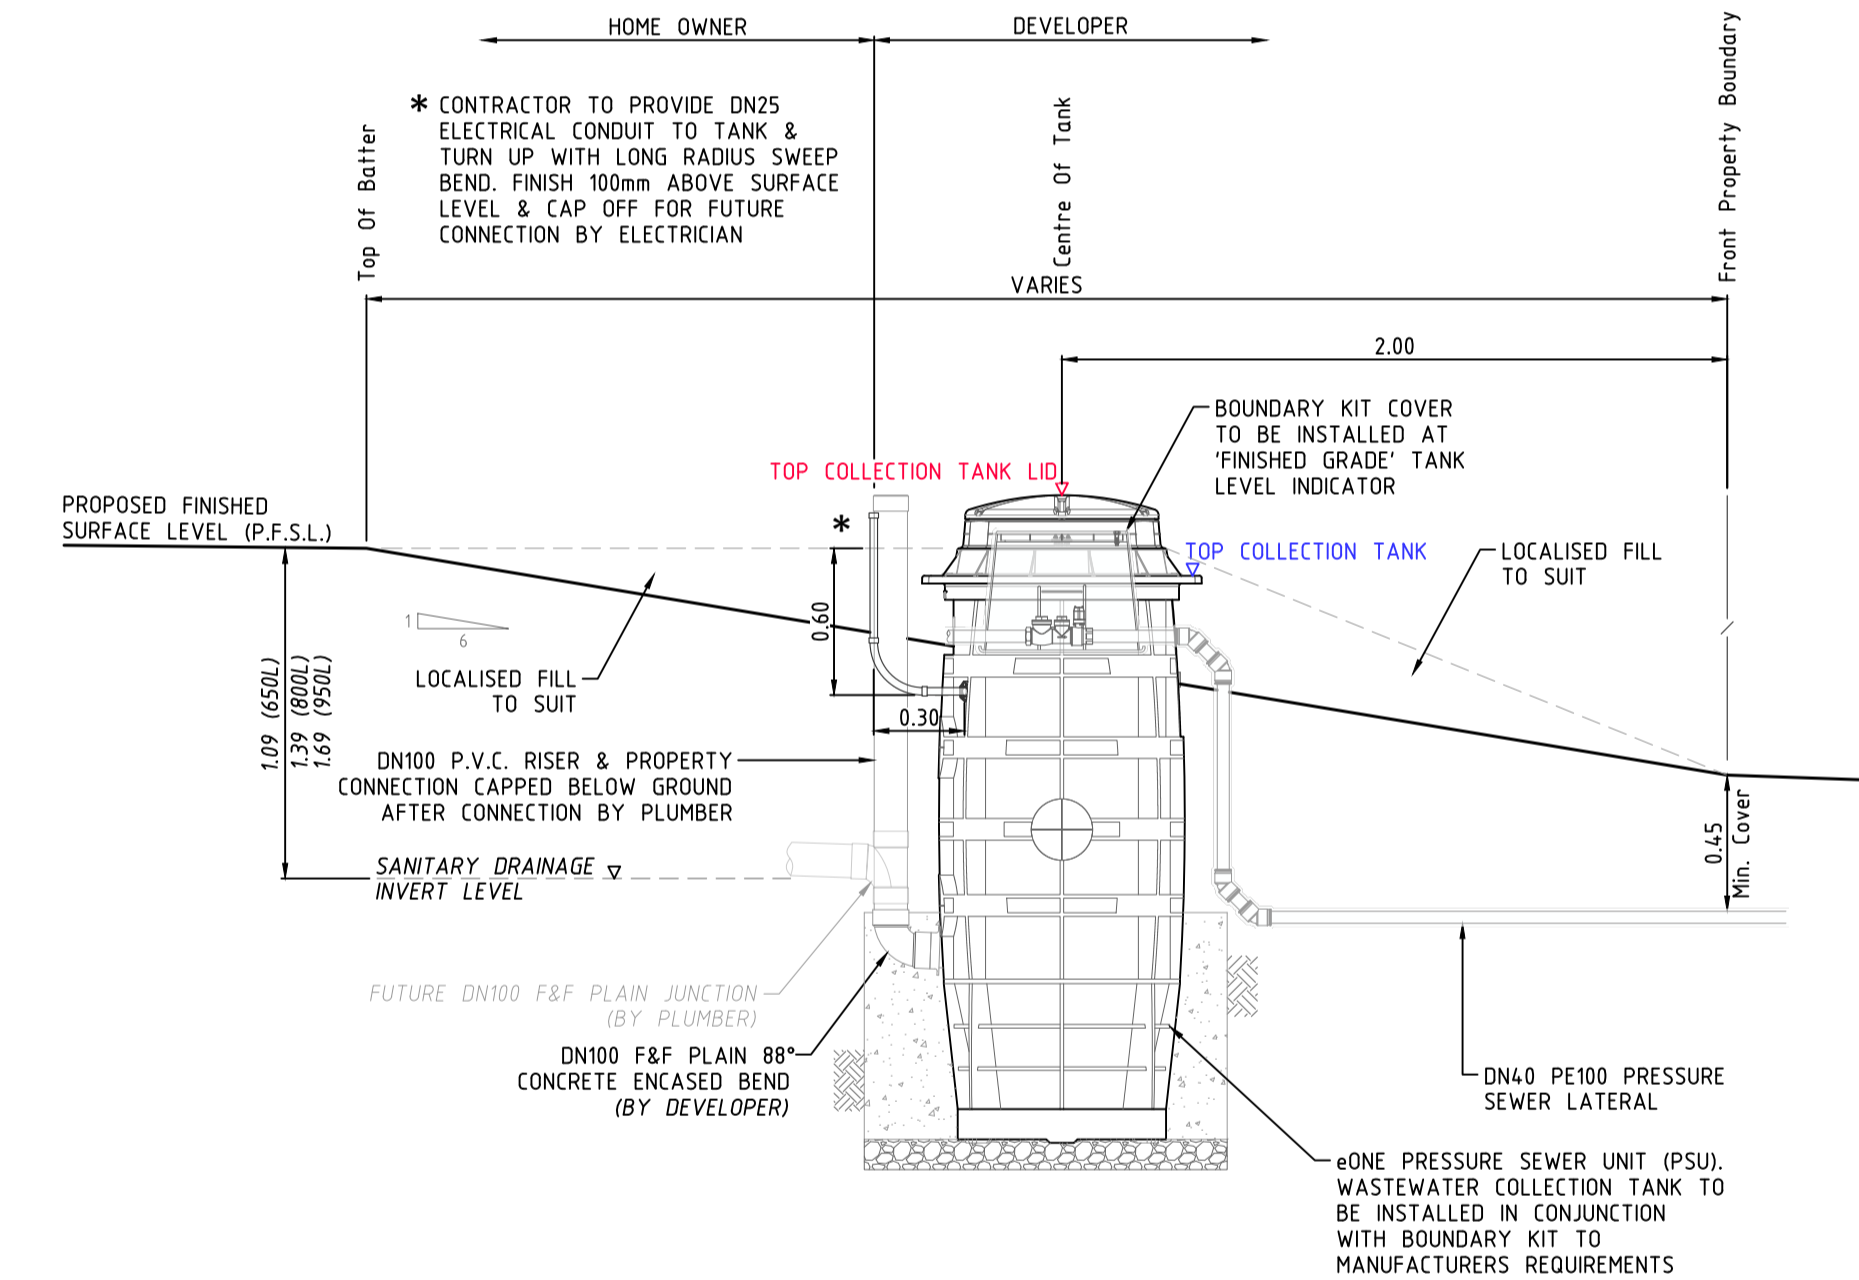 HOME OWNER
DEVELOPER
* CONTRACTOR TO PROVIDE DN25
ELECTRICAL CONDUIT TO TANK &
TURN UP WITH LONG RADIUS SWEEP
BEND. FINISH 100mm ABOVE SURFACE
LEVEL & CAP OFF FOR FUTURE
CONNECTION BY ELECTRICIAN
Top Of Batter
Centre Of Tank
Front Property Boundary
VARIES
2.00
BOUNDARY KIT COVER
TO BE INSTALLED AT
'FINISHED GRADE' TANK
LEVEL INDICATOR
TOP COLLECTION TANK LID
PROPOSED FINISHED
SURFACE LEVEL (P.F.S.L.)
*
TOP COLLECTION TANK
LOCALISED FILL
TO SUIT
0.60
1
6
LOCALISED FILL
TO SUIT
1.09 (650L)
1.39 (800L)
1.69 (950L)
0.30
DN100 P.V.C. RISER & PROPERTY
CONNECTION CAPPED BELOW GROUND
AFTER CONNECTION BY PLUMBER
0.45
Min. Cover
SANITARY DRAINAGE
INVERT LEVEL
FUTURE DN100 F&F PLAIN JUNCTION
(BY PLUMBER)
DN100 F&F PLAIN 88°
CONCRETE ENCASED BEND
(BY DEVELOPER)
DN40 PE100 PRESSURE
SEWER LATERAL
eONE PRESSURE SEWER UNIT (PSU).
WASTEWATER COLLECTION TANK TO
BE INSTALLED IN CONJUNCTION
WITH BOUNDARY KIT TO
MANUFACTURERS REQUIREMENTS